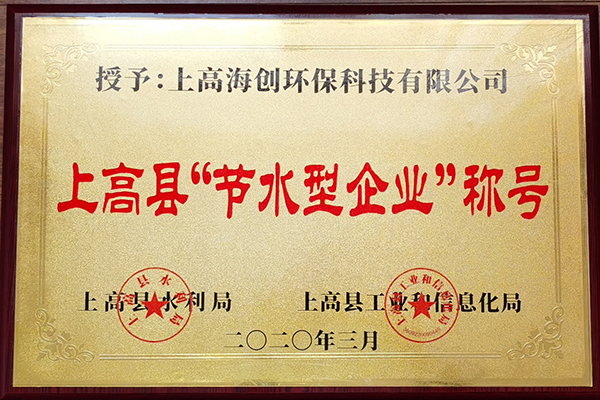 授予:上高海创环保科技有限公司
上高县“节水型企业”称号
上高县水利局 上高县工业和信息化局
二〇二〇年三月